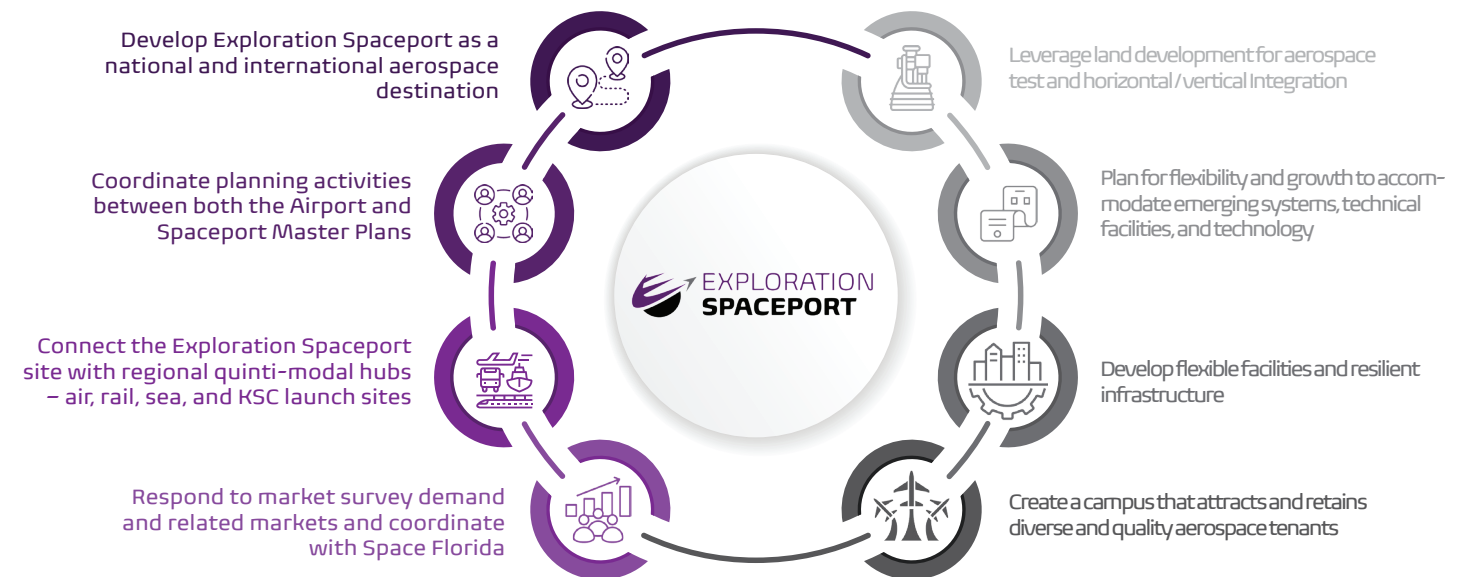 Develop Exploration Spaceport as a
national and international aerospace
destination
Coordinate planning activities
between both the Airport and
Spaceport Master Plans
Connect the Exploration Spaceport
site with regional quinti-modal hubs
– air, rail, sea, and KSC launch sites
Respond to market survey demand
and related markets and coordinate
with Space Florida
EXPLORATION
SPACEPORT
Leverage land development for aerospace
test and horizontal/vertical Integration
Plan for flexibility and growth to accom-
modate emerging systems, technical
facilities, and technology
Develop flexible facilities and resilient
infrastructure
Create a campus that attracts and retains
diverse and quality aerospace tenants